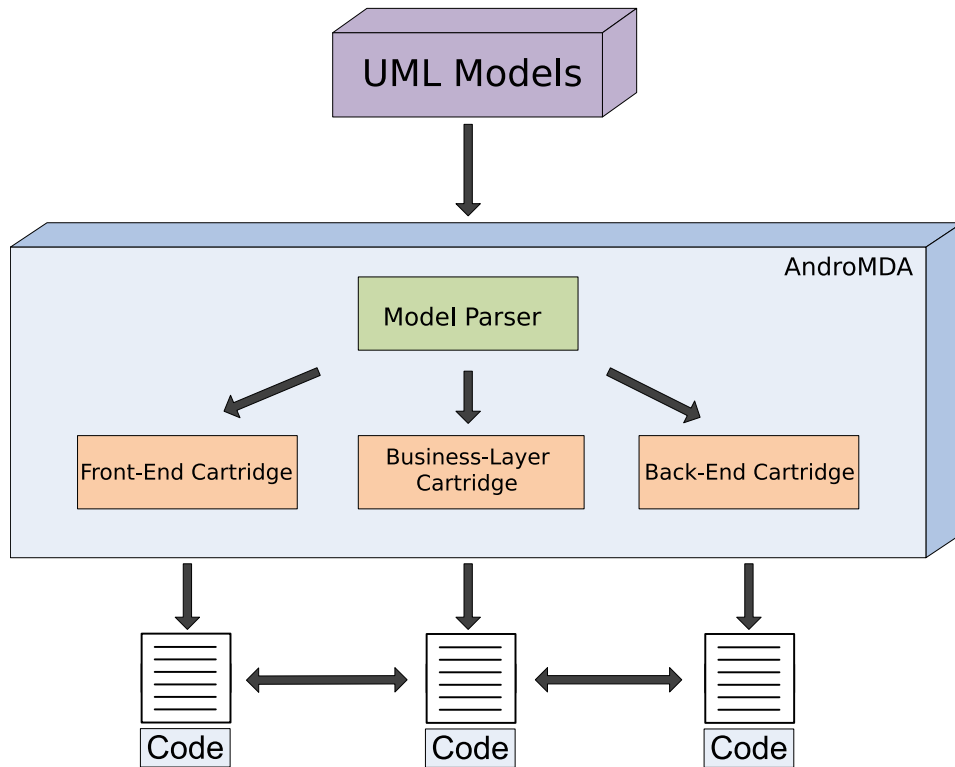 UML Models
AndroMDA
Model Parser
Front-End Cartridge
Business-Layer
Cartridge
Back-End Cartridge
Code
Code
Code